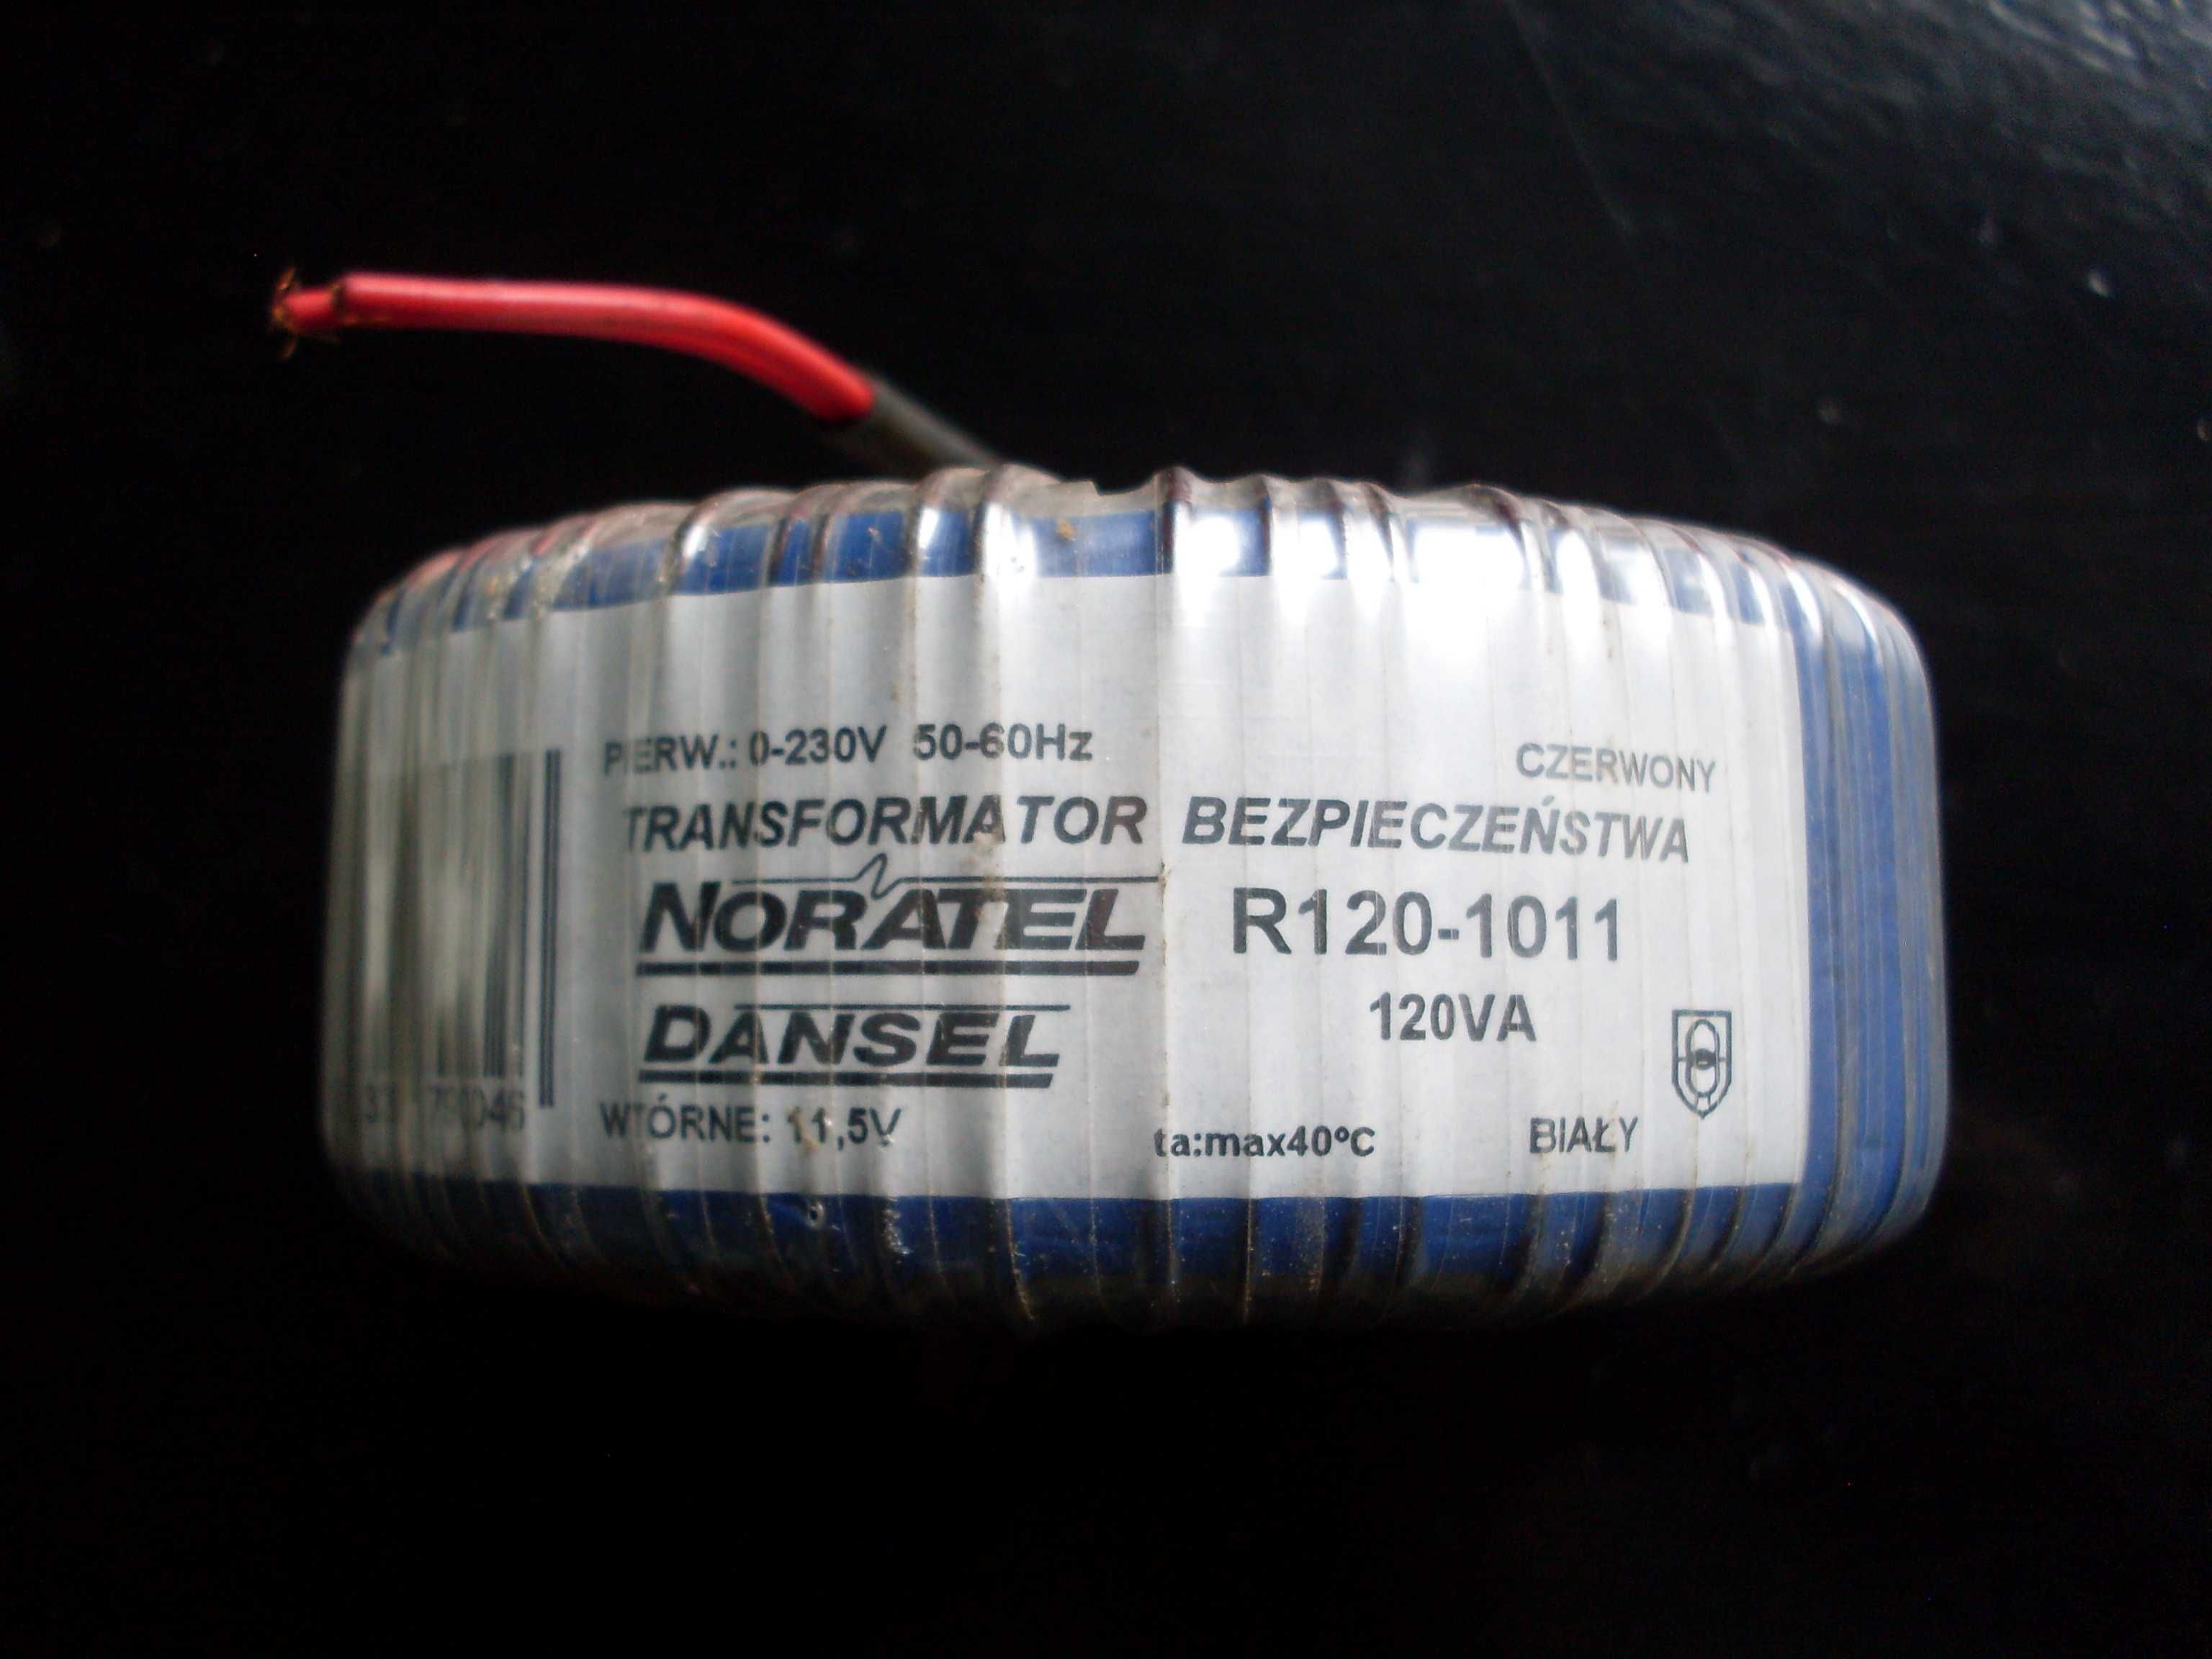 PIERW.: 0-230V 50-60Hz CZERWONY
TRANSFORMATOR BEZPIECZEŃSTWA
NORATEL R120-1011
DANSEL 120VA
WTÓRNE: 11,5V ta:max40°C BIAŁY